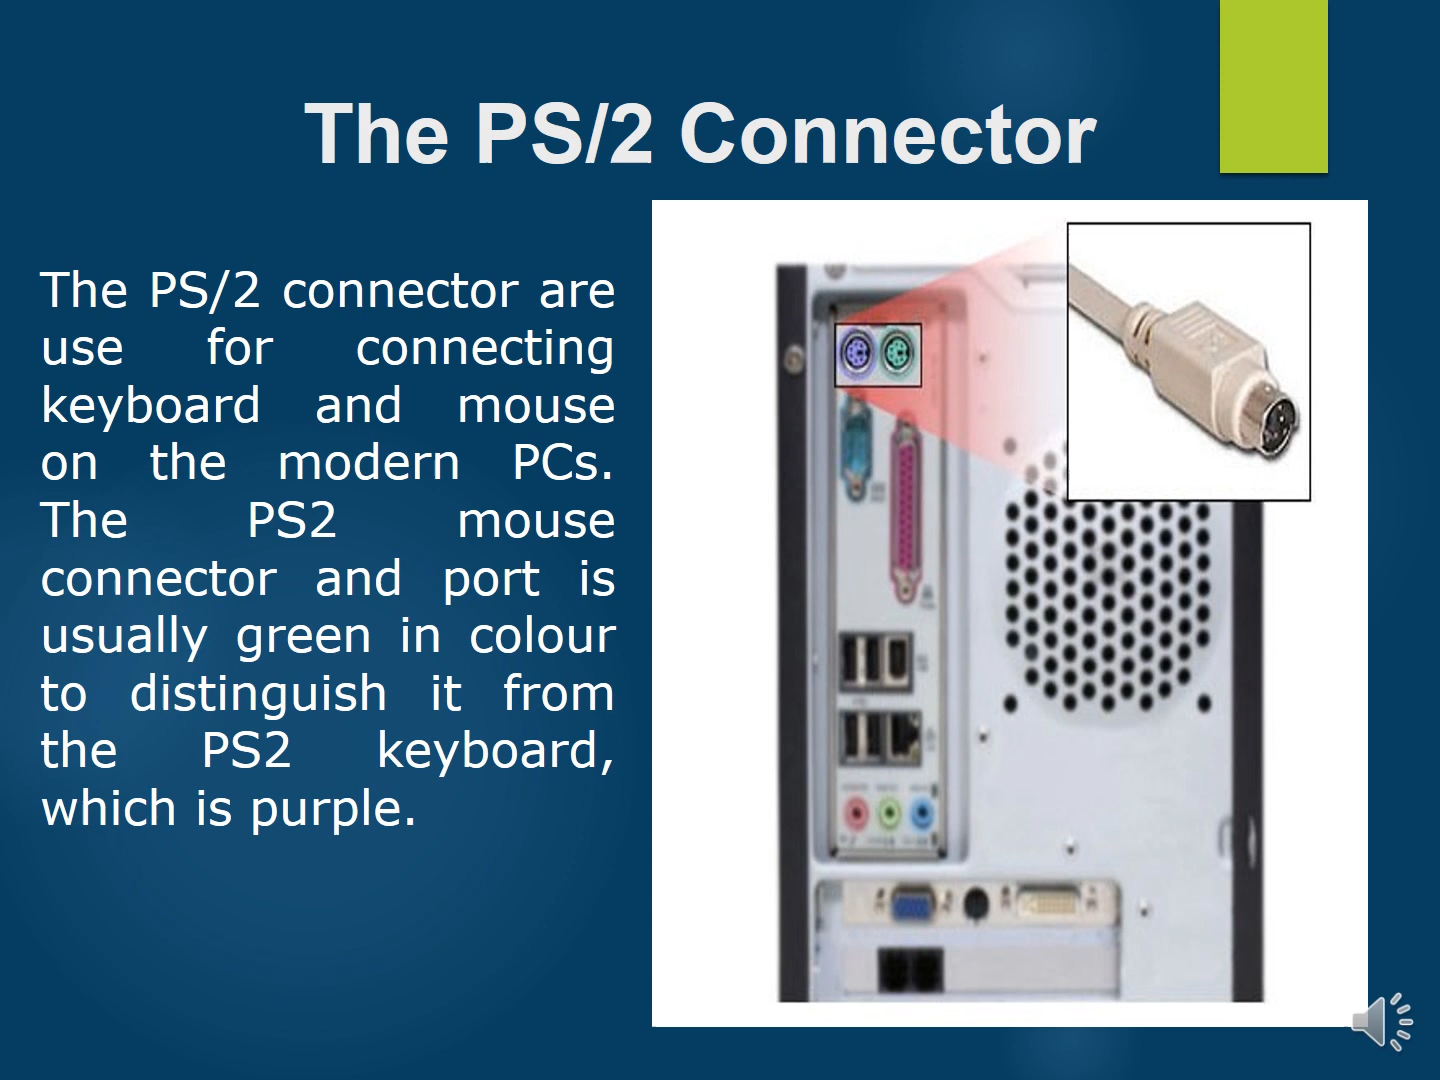 The PS/2 Connector
The PS/2 connector are
use for connecting
keyboard and mouse
on the modern PCs.
The PS2 mouse
connector and port is
usually green in colour
to distinguish it from
the PS2 keyboard,
which is purple.